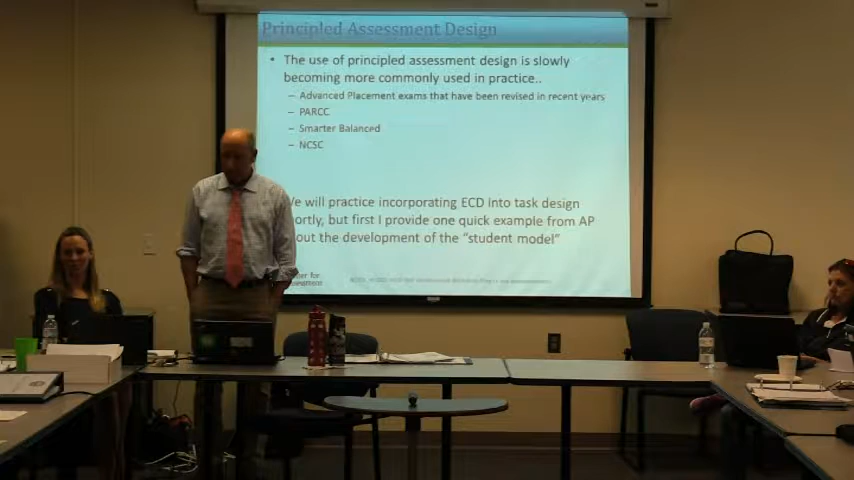 Principled Assessment Design
• The use of principled assessment design is slowly
becoming more commonly used in practice..
– Advanced Placement exams that have been revised in recent years
– PARCC
– Smarter Balanced
– NCSC
e will practice incorporating ECD into task design
ortly, but first I provide one quick example from AP
out the development of the "student model"
er for